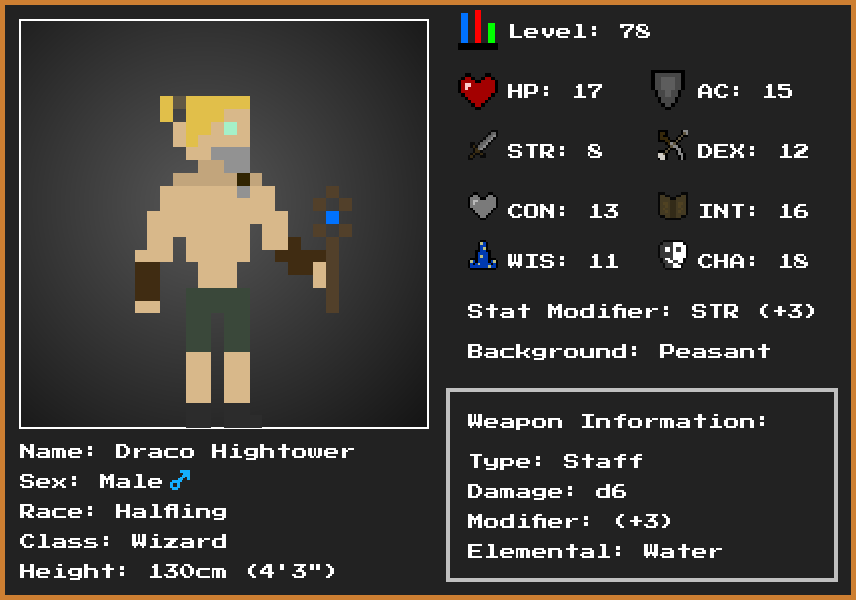 Level: 78
HP: 17
AC: 15
STR: 8
DEX: 12
CON: 13
INT: 16
WIS: 11
CHA: 18
Stat Modifier: STR (+3)
Background: Peasant
Weapon Information:
Type: Staff
Damage: d6
Modifier: (+3)
Elemental: Water
Name: Draco Hightower
Sex: Male♂
Race: Halfling
Class: Wizard
Height: 130cm (4'3")